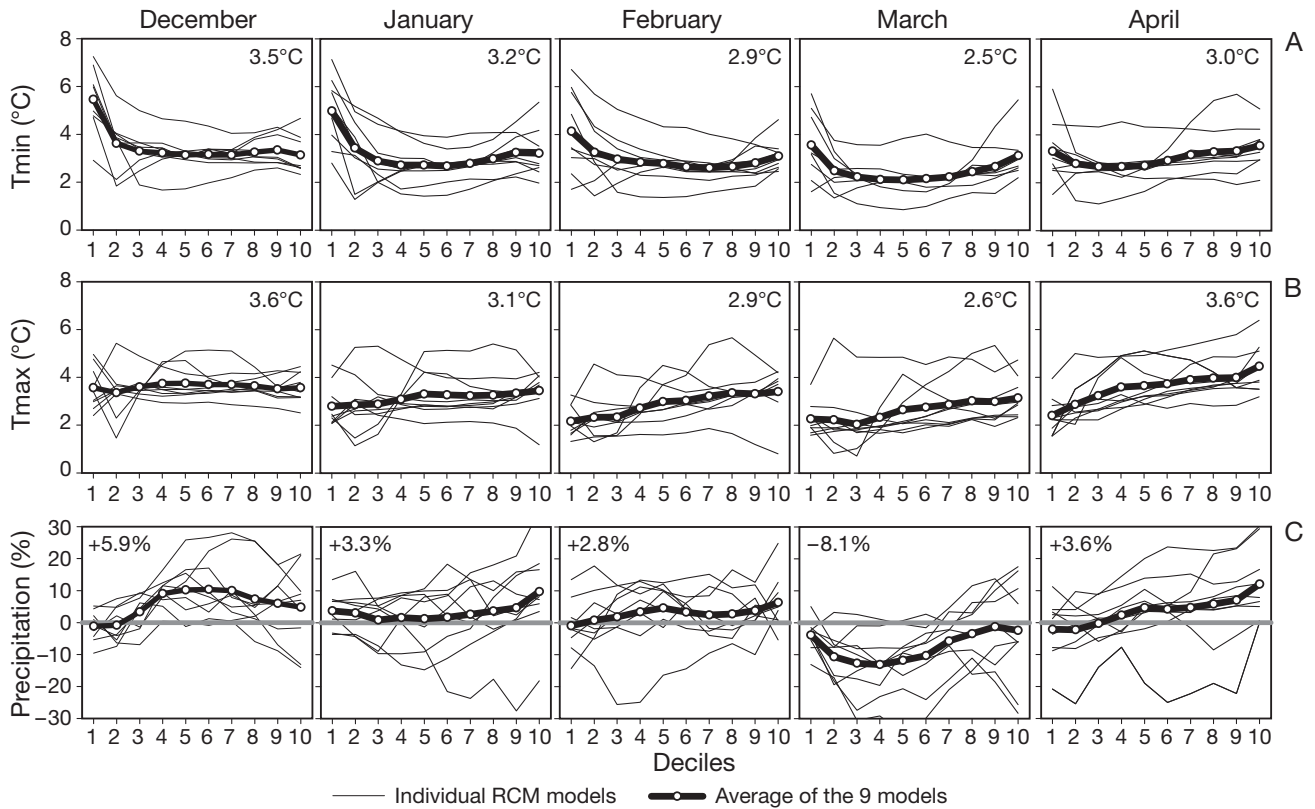 December January February March April
A
Tmin (°C)
8
6
4
2
0
3.5°C 3.2°C 2.9°C 2.5°C 3.0°C
1 2 3 4 5 6 7 8 9 10 1 2 3 4 5 6 7 8 9 10 1 2 3 4 5 6 7 8 9 10 1 2 3 4 5 6 7 8 9 10 1 2 3 4 5 6 7 8 9 10
B
Tmax (°C)
8
6
4
2
0
3.6°C 3.1°C 2.9°C 2.6°C 3.6°C
1 2 3 4 5 6 7 8 9 10 1 2 3 4 5 6 7 8 9 10 1 2 3 4 5 6 7 8 9 10 1 2 3 4 5 6 7 8 9 10 1 2 3 4 5 6 7 8 9 10
C
Precipitation (%)
30
20
10
0
−10
−20
−30
+5.9% +3.3% +2.8% −8.1% +3.6%
1 2 3 4 5 6 7 8 9 10 1 2 3 4 5 6 7 8 9 10 1 2 3 4 5 6 7 8 9 10 1 2 3 4 5 6 7 8 9 10 1 2 3 4 5 6 7 8 9 10
Deciles
Individual RCM models Average of the 9 models